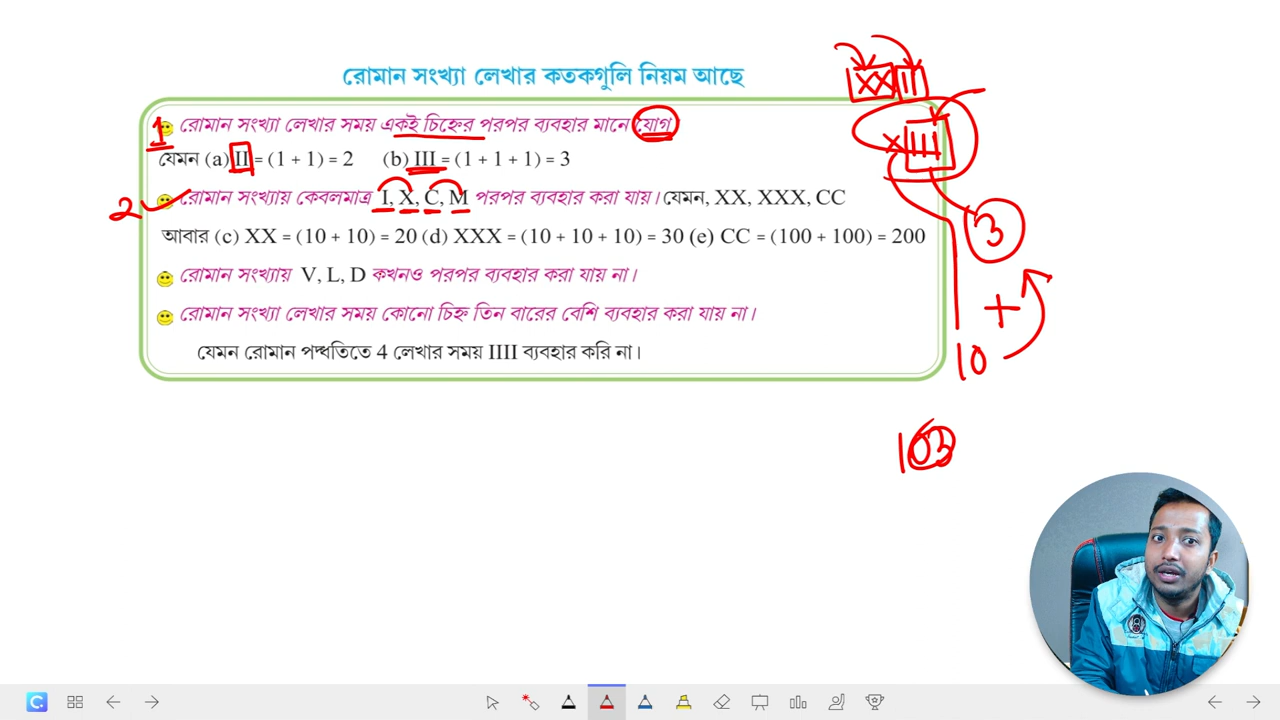 রোমান সংখ্যা লেখার কতকগুলি নিয়ম আছে
XX II
1 রোমান সংখ্যা লেখার সময় একই চিহ্নের পরপর ব্যবহার মানে যোগ
XIII
যেমন (a) II = (1 + 1) = 2 (b) III = (1 + 1 + 1) = 3
2 রোমান সংখ্যায় কেবলমাত্র I, X, C, M পরপর ব্যবহার করা যায়। যেমন, XX, XXX, CC
3
আবার (c) XX = (10 + 10) = 20 (d) XXX = (10 + 10 + 10) = 30 (e) CC = (100 + 100) = 200
রোমান সংখ্যায় V, L, D কখনও পরপর ব্যবহার করা যায় না।
+
রোমান সংখ্যা লেখার সময় কোনো চিহ্ন তিন বারের বেশি ব্যবহার করা যায় না।
যেমন রোমান পদ্ধতিতে 4 লেখার সময় IIII ব্যবহার করি না।
10